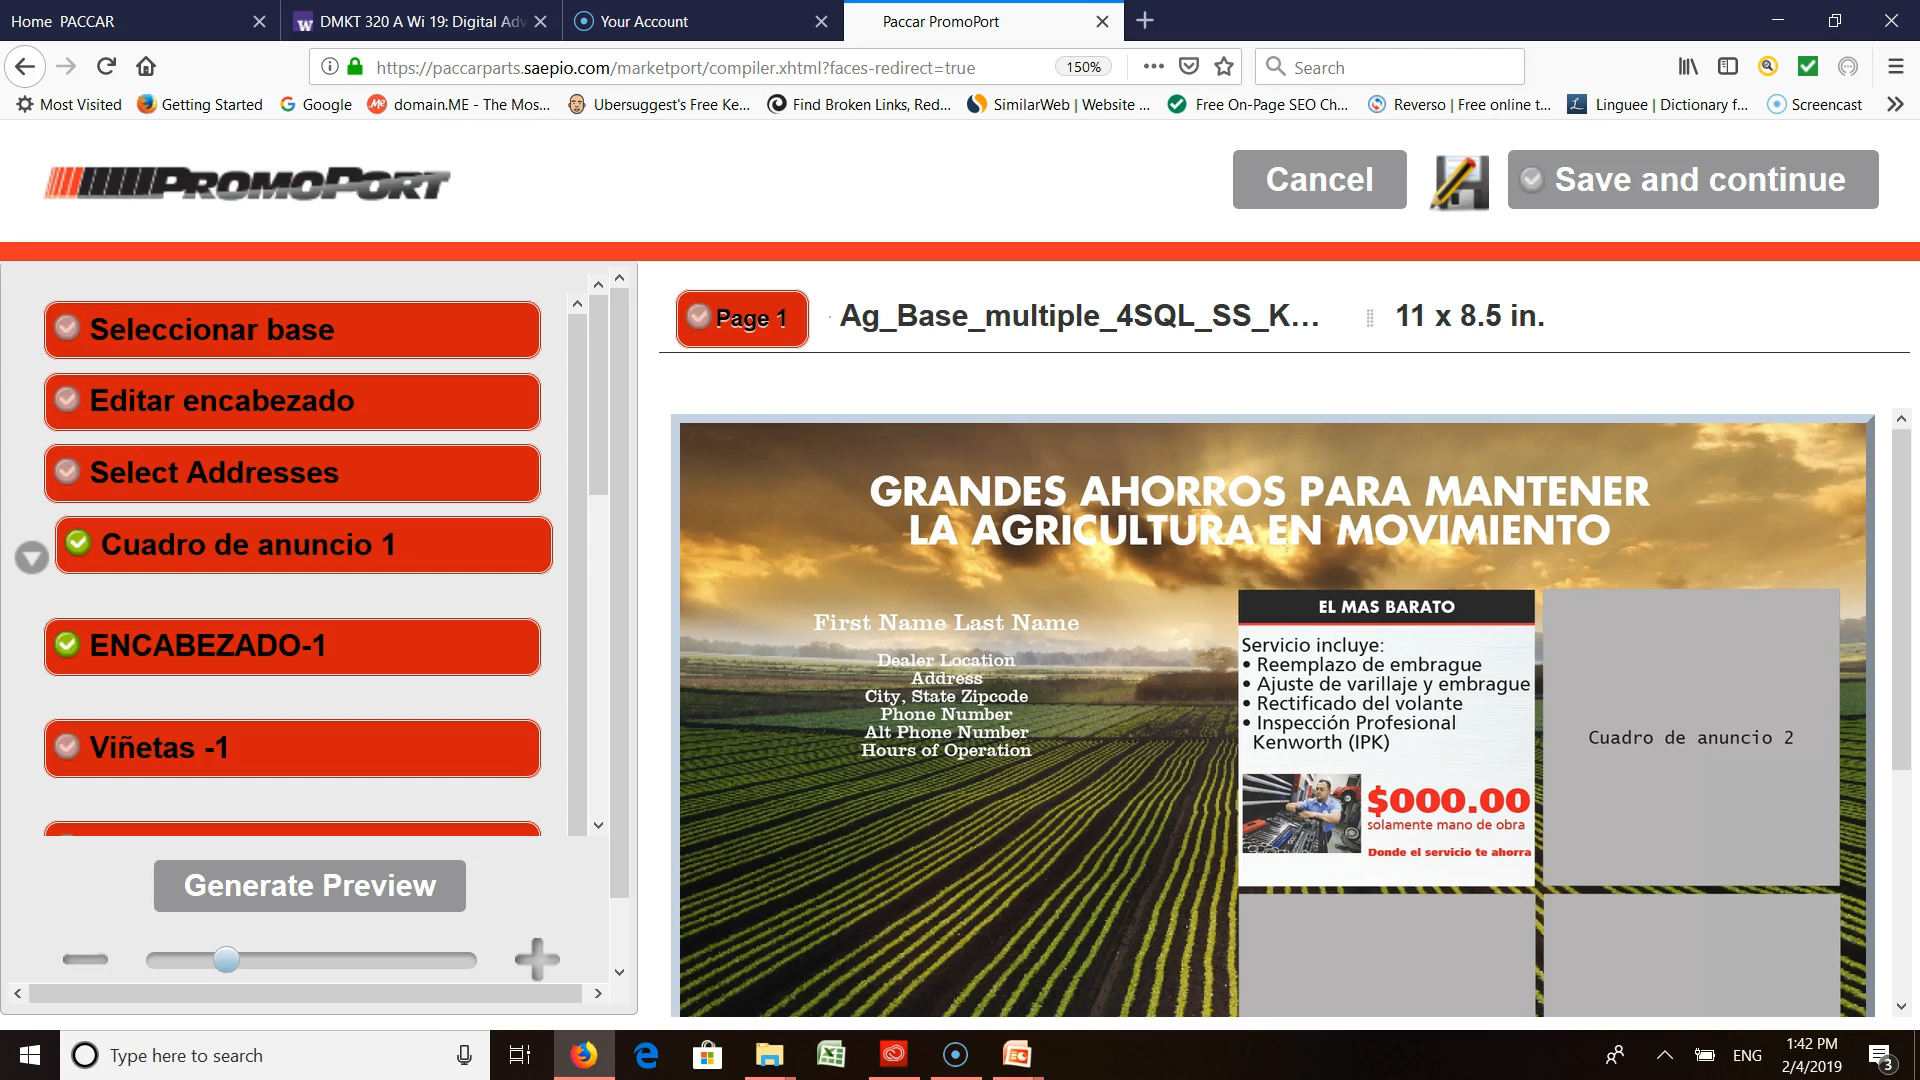 Home PACCAR
DMKT 320 A Wi 19: Digital Adv
Your Account
Paccar PromoPort
https://paccarparts.saepio.com/marketport/compiler.xhtml?faces-redirect=true
150%
Search
Most Visited
Getting Started
Google
domain.ME - The Mos...
Ubersuggest's Free Ke...
Find Broken Links, Red...
SimilarWeb | Website ...
Free On-Page SEO Ch...
Reverso | Free online t...
Linguee | Dictionary f...
Screencast
PROMOPORT
Cancel
Save and continue
Seleccionar base
Editar encabezado
Select Addresses
Cuadro de anuncio 1
ENCABEZADO-1
Viñetas -1
Generate Preview
Page 1
Ag_Base_multiple_4SQL_SS_K...
11 x 8.5 in.
GRANDES AHORROS PARA MANTENER
LA AGRICULTURA EN MOVIMIENTO
First Name Last Name
Dealer Location
Address
City, State Zipcode
Phone Number
Alt Phone Number
Hours of Operation
EL MAS BARATO
Servicio incluye:
• Reemplazo de embrague
• Ajuste de varillaje y embrague
• Rectificado del volante
• Inspección Profesional
Kenworth (IPK)
$000.00
solamente mano de obra
Donde el servicio te ahorra
Cuadro de anuncio 2
Type here to search
ENG
1:42 PM
2/4/2019
3